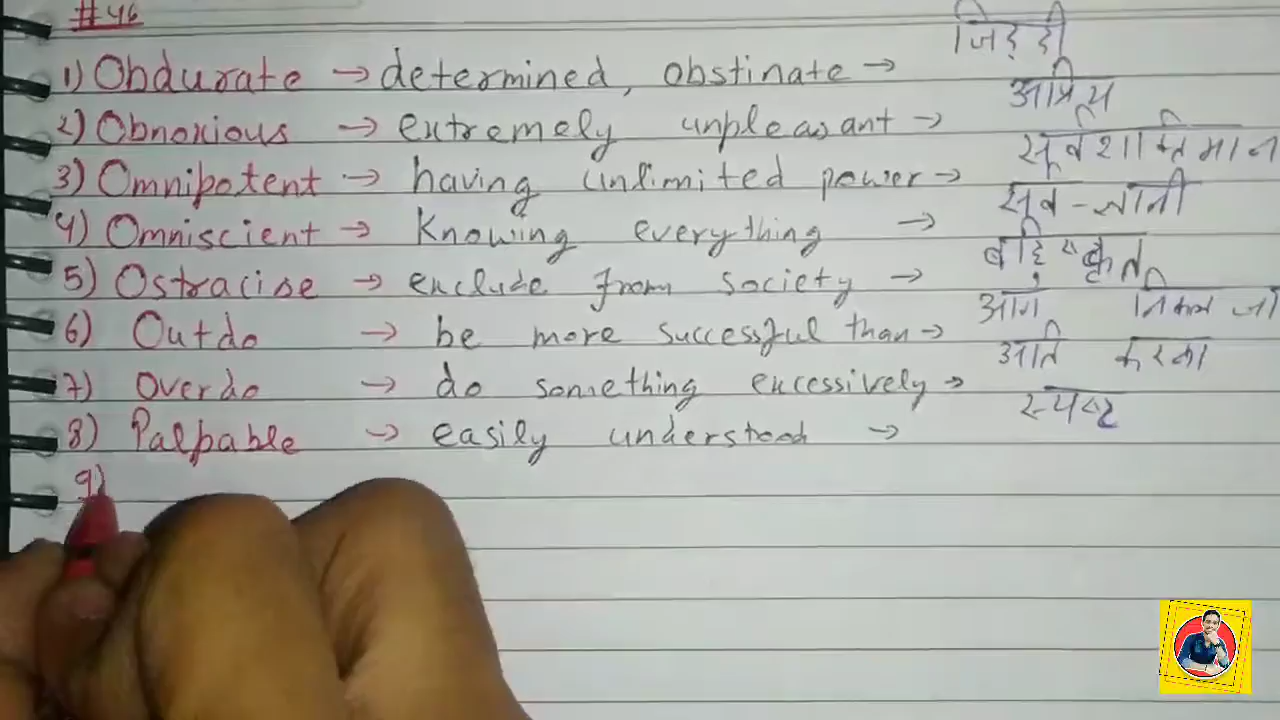 #46
1) Obdurate → determined, obstinate → जिद्दी
2) Obnoxious → extremely unpleasant → अप्रिय
3) Omnipotent → having unlimited power → सर्वशक्तिमान
4) Omniscient → Knowing everything → सर्व-ज्ञानी
5) Ostracise → exclude from society → बहिष्कृत
6) Outdo → be more successful than → आगे निकल जा
7) Overdo → do something excessively → अति करना
8) Palpable → easily understood → स्पष्ट
9)